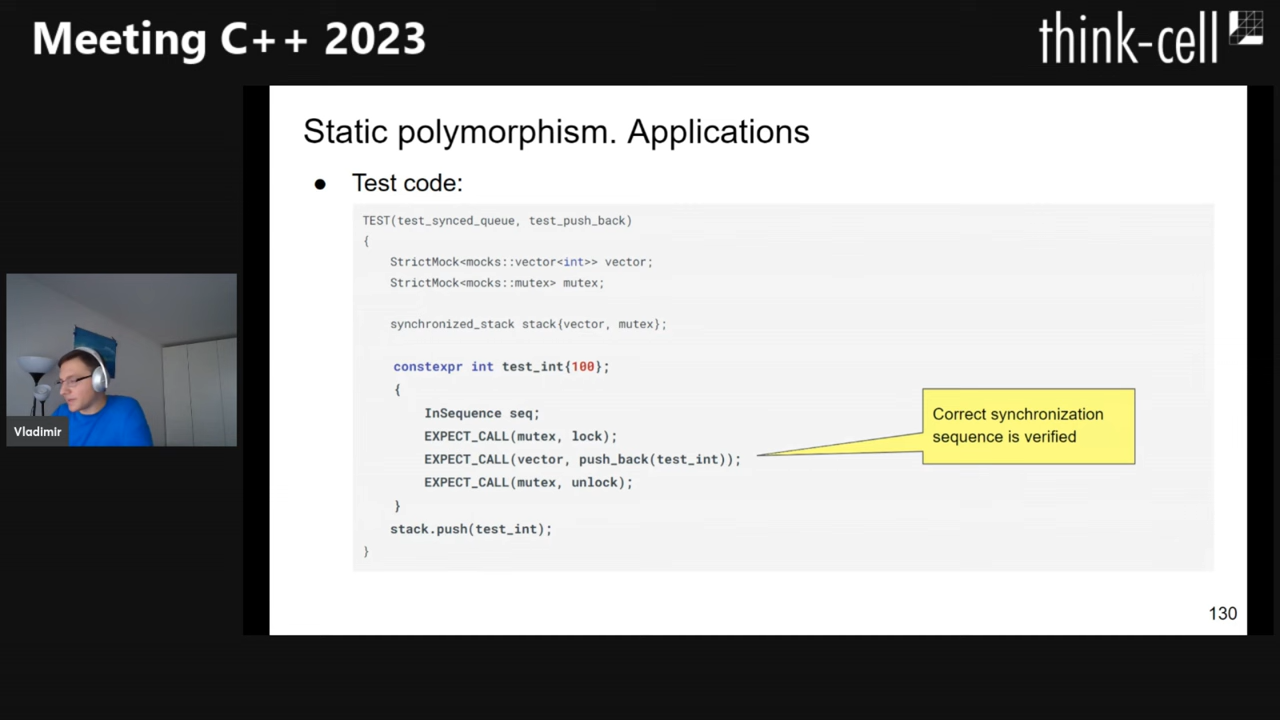 Meeting C++ 2023
think-cell
Static polymorphism. Applications
● Test code:
TEST(test_synced_queue, test_push_back)
{
StrictMock<mocks::vector<int>> vector;
StrictMock<mocks::mutex> mutex;
synchronized_stack stack{vector, mutex};
constexpr int test_int{100};
{
InSequence seq;
EXPECT_CALL(mutex, lock);
EXPECT_CALL(vector, push_back(test_int));
EXPECT_CALL(mutex, unlock);
}
stack.push(test_int);
}
Correct synchronization
sequence is verified
Vladimir
130